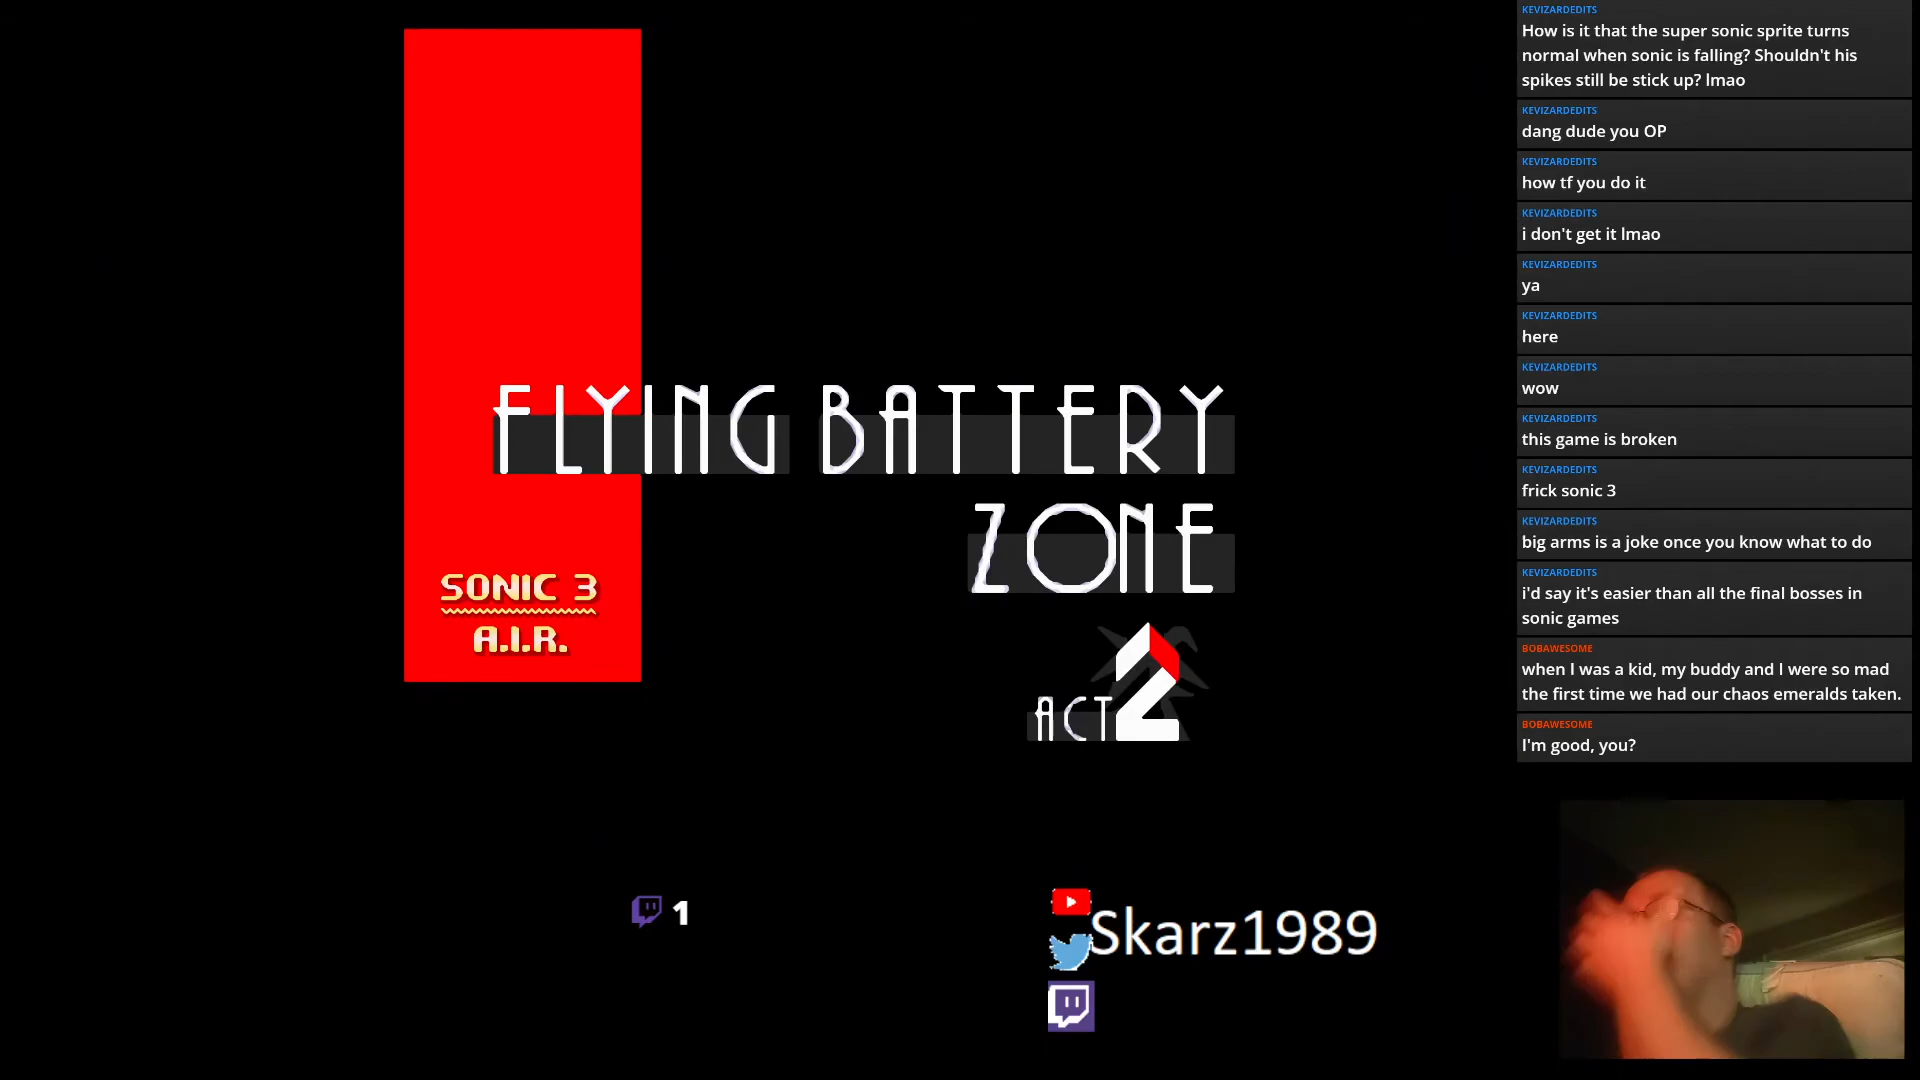 FLYING BATTERY
ZONE
SONIC 3
A.I.R.
ACT 2
1
Skarz1989
KEVIZARDEDITS
How is it that the super sonic sprite turns
normal when sonic is falling? Shouldn't his
spikes still be stick up? lmao
KEVIZARDEDITS
dang dude you OP
KEVIZARDEDITS
how tf you do it
KEVIZARDEDITS
i don't get it lmao
KEVIZARDEDITS
ya
KEVIZARDEDITS
here
KEVIZARDEDITS
wow
KEVIZARDEDITS
this game is broken
KEVIZARDEDITS
frick sonic 3
KEVIZARDEDITS
big arms is a joke once you know what to do
KEVIZARDEDITS
i'd say it's easier than all the final bosses in
sonic games
BOBAWESOME
when I was a kid, my buddy and I were so mad
the first time we had our chaos emeralds taken.
BOBAWESOME
I'm good, you?